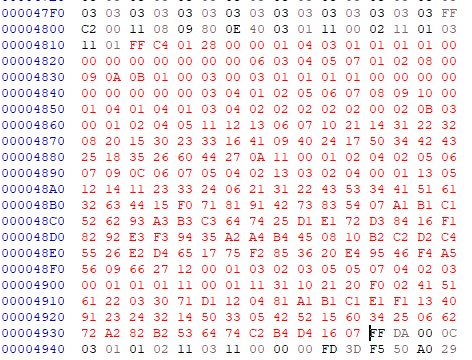 000047F0 03 03 03 03 03 03 03 03 03 03 03 03 03 03 03 FF
00004800 C2 00 11 08 09 80 0E 40 03 01 11 00 02 11 01 03
00004810 11 01 FF C4 01 28 00 00 01 04 03 01 01 01 01 00
00004820 00 00 00 00 00 00 00 06 03 04 05 07 01 02 08 00
00004830 09 0A 0B 01 00 03 00 03 01 01 01 01 00 00 00 00
00004840 00 00 00 00 00 03 04 01 02 05 06 07 08 09 10 00
00004850 01 04 01 04 01 03 04 02 02 02 02 02 00 02 0B 03
00004860 00 01 02 04 05 11 12 13 06 07 10 21 14 31 22 32
00004870 08 20 15 30 23 33 16 41 09 40 24 17 50 34 42 43
00004880 25 18 35 26 60 44 27 0A 11 00 01 02 04 02 05 06
00004890 07 09 0C 06 07 05 04 02 13 03 02 04 00 01 13 05
000048A0 12 14 11 23 33 24 06 21 31 22 43 53 34 41 51 61
000048B0 32 63 44 15 F0 71 81 91 42 73 83 54 07 A1 B1 C1
000048C0 52 62 93 A3 B3 C3 64 74 25 D1 E1 72 D3 84 16 F1
000048D0 82 92 E3 F3 94 35 A2 A4 B4 45 08 10 B2 C2 D2 C4
000048E0 55 26 E2 D4 65 17 75 F2 85 36 20 E4 95 46 F4 A5
000048F0 56 09 66 27 12 00 01 03 02 03 05 05 07 04 02 03
00004900 00 01 01 01 11 00 01 11 31 10 21 20 F0 02 41 51
00004910 61 22 03 30 71 D1 12 04 81 A1 B1 C1 E1 F1 13 40
00004920 91 23 24 32 14 50 33 05 42 52 15 60 34 25 06 62
00004930 72 A2 82 B2 53 64 74 C2 B4 D4 16 07 FF DA 00 0C
00004940 03 01 01 02 11 03 11 00 00 00 FD 3D F5 50 A0 29